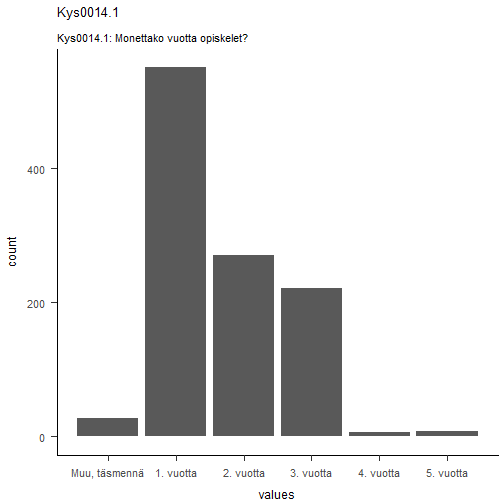 Kys0014.1
Kys0014.1: Monettako vuotta opiskelet?
400
200
0
count
Muu, täsmennä 1. vuotta 2. vuotta 3. vuotta 4. vuotta 5. vuotta
values